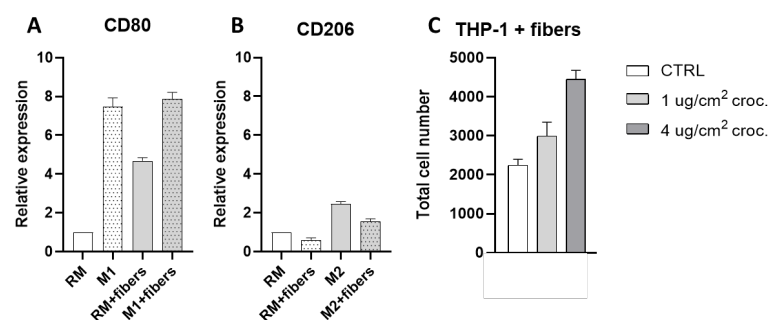 A
CD80
Relative expression
10
8
6
4
2
0
RM
M1
RM+fibers
M1+fibers
B
CD206
Relative expression
10
8
6
4
2
0
RM
RM+fibers
M2
M2+fibers
C
THP-1 + fibers
Total cell number
5000
4000
3000
2000
1000
0
CTRL
1 ug/cm² croc.
4 ug/cm² croc.